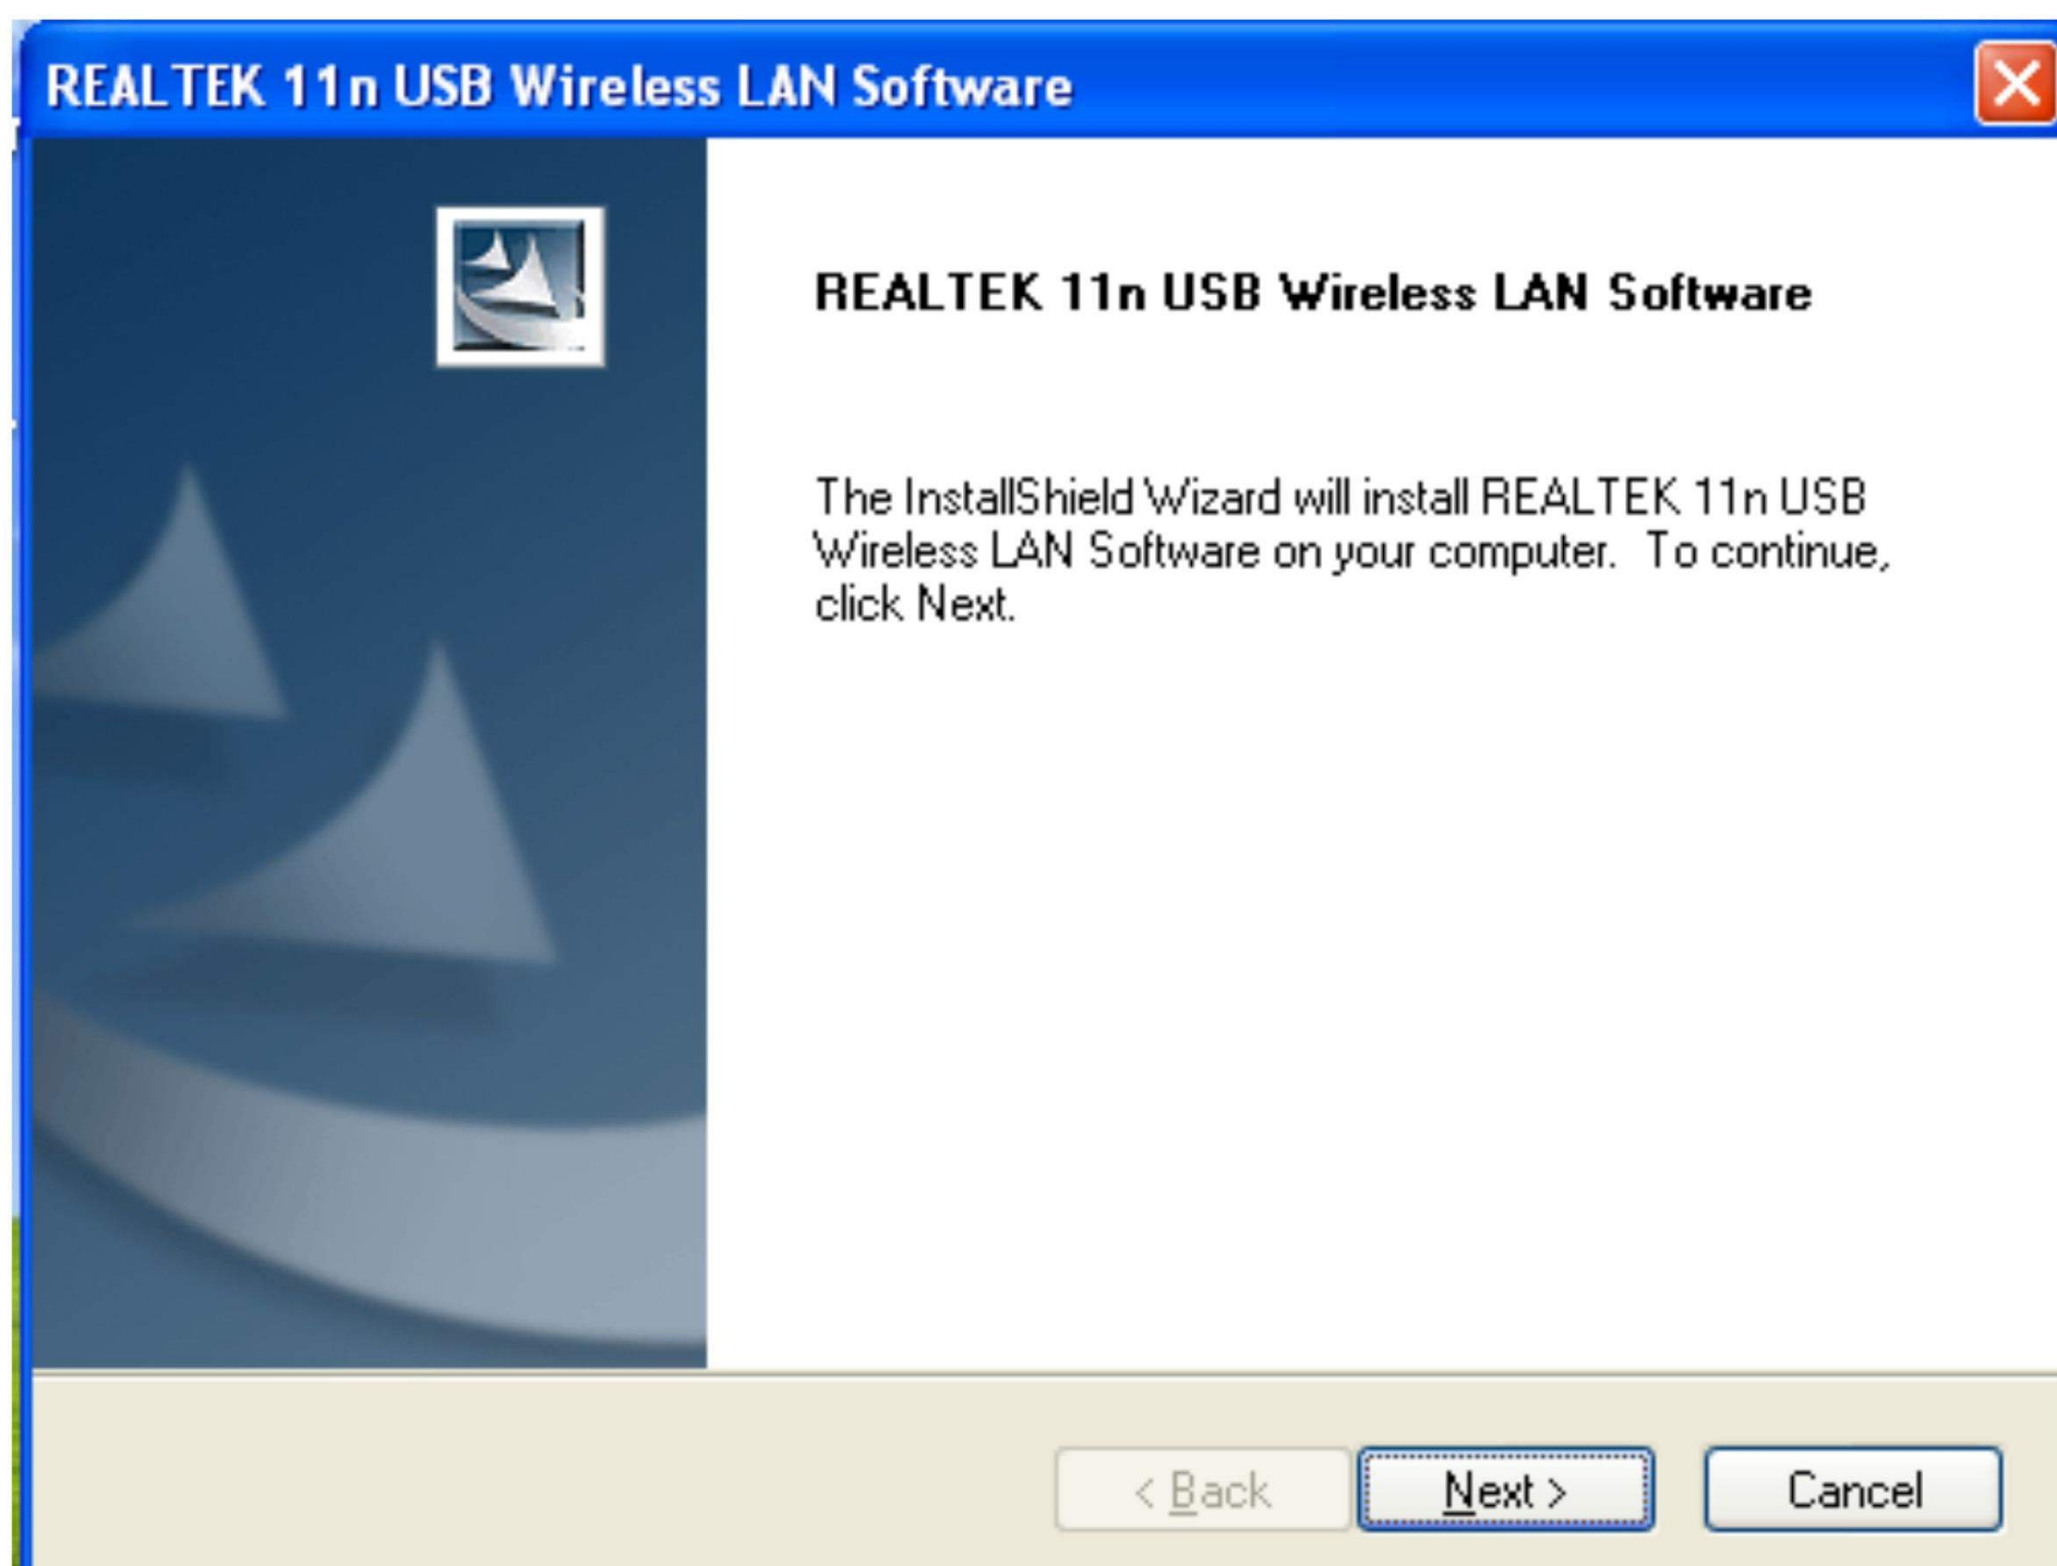 REALTEK 11n USB Wireless LAN Software
REALTEK 11n USB Wireless LAN Software
The InstallShield Wizard will install REALTEK 11n USB
Wireless LAN Software on your computer.  To continue,
click Next.
< Back
Next >
Cancel